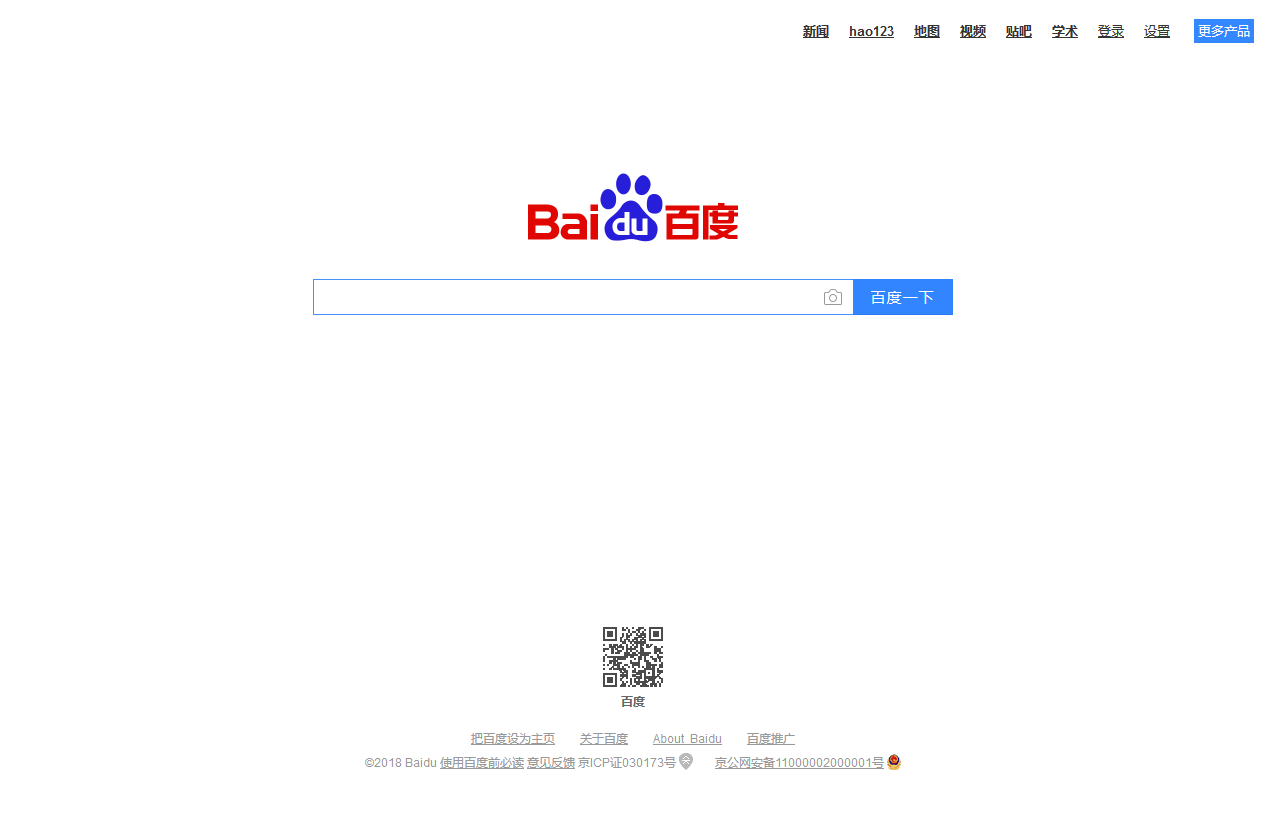 新闻 hao123 地图 视频 贴吧 学术 登录 设置 更多产品
Bai du 百度
百度一下
百度
把百度设为主页 关于百度 About Baidu 百度推广
©2018 Baidu 使用百度前必读 意见反馈 京ICP证030173号 京公网安备11000002000001号